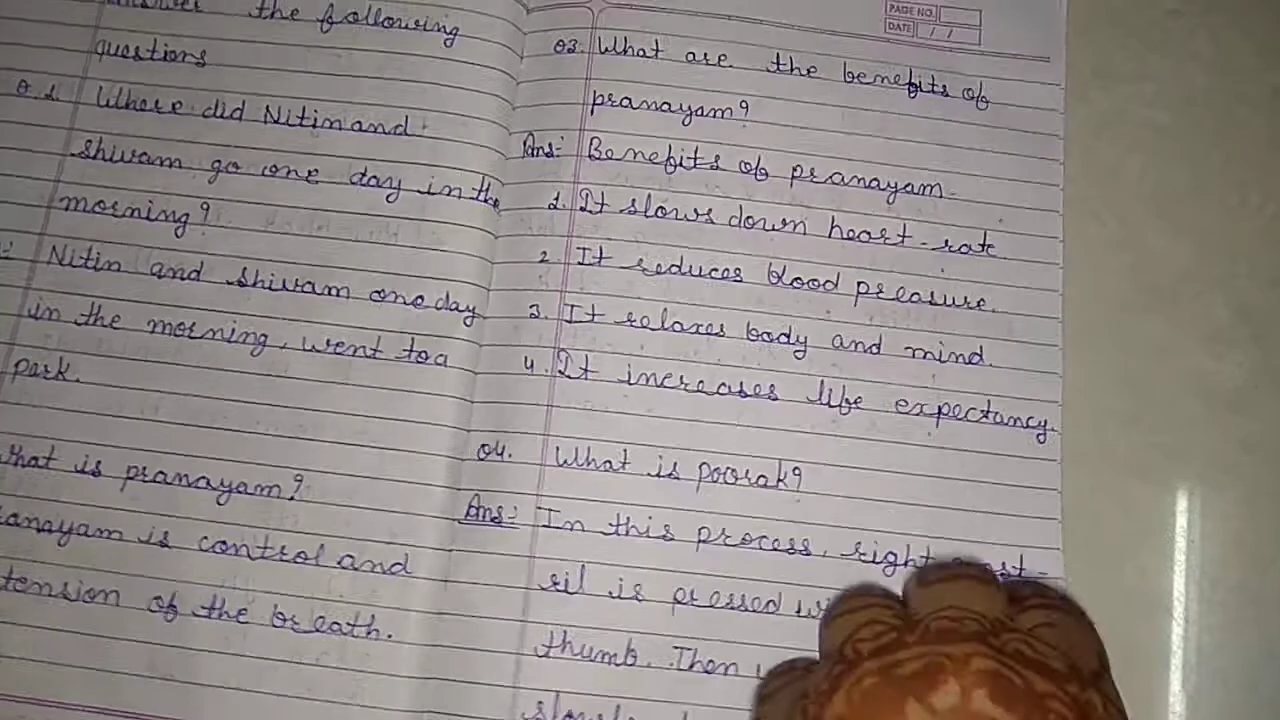 the following
questions
Q.1. Where did Nitin and
Shivam go one day in the
morning?
Nitin and Shivam one day
in the morning, went to a
park.
hat is pranayam?
anayam is control and
tension of the breath.
PAGE NO.
DATE / /
Q3. What are the benefits of
pranayam?
Ans: Benefits of pranayam-
1. It slows down heart-rate
2. It reduces blood preasure.
3. It relaxes body and mind.
4. It increases life expectancy.
Q4. What is poorak?
Ans: In this process, right
ril is pressed
thumb. Then